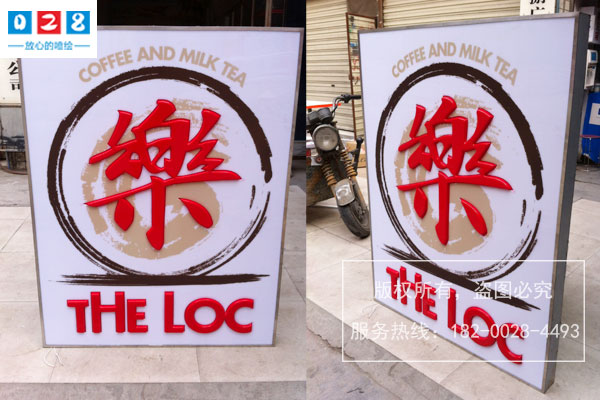 028
放心的喷绘
COFFEE AND MILK TEA
樂
THE LOC
COFFEE AND MILK TEA
樂
THE LOC
版权所有，盗图必究
服务热线：182-0028-4493